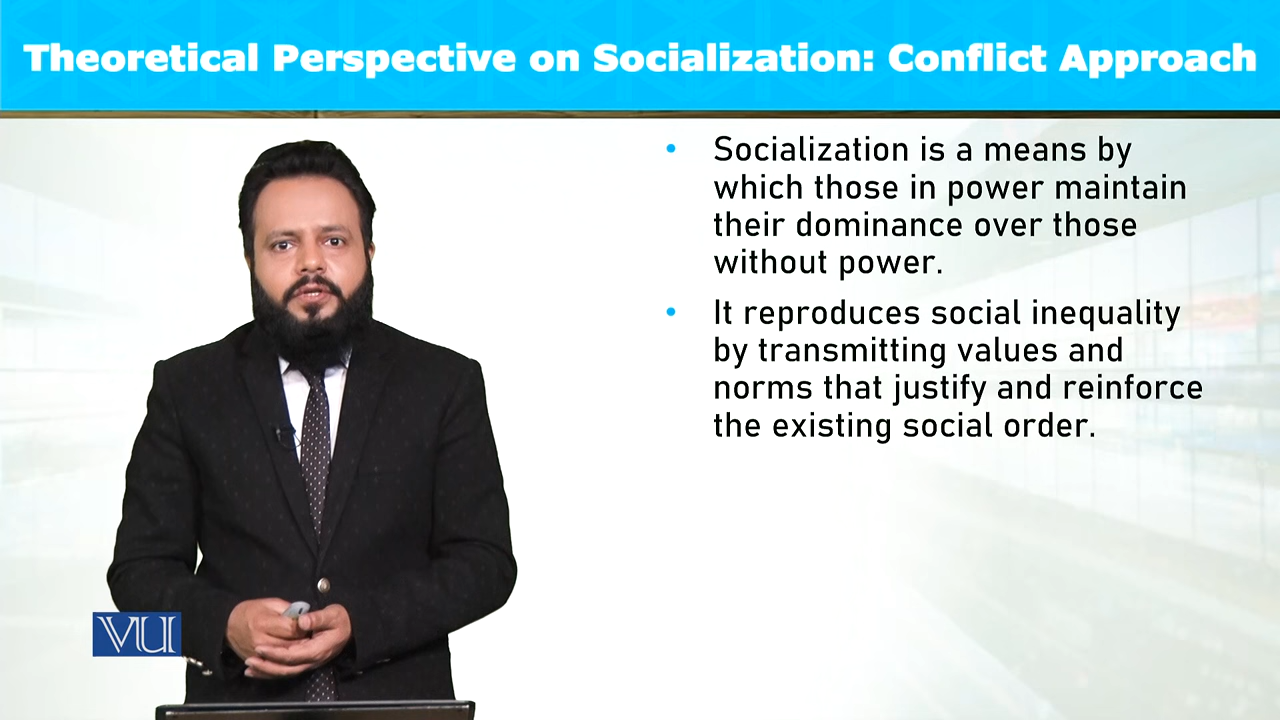 Theoretical Perspective on Socialization: Conflict Approach
• Socialization is a means by
which those in power maintain
their dominance over those
without power.
• It reproduces social inequality
by transmitting values and
norms that justify and reinforce
the existing social order.
VU